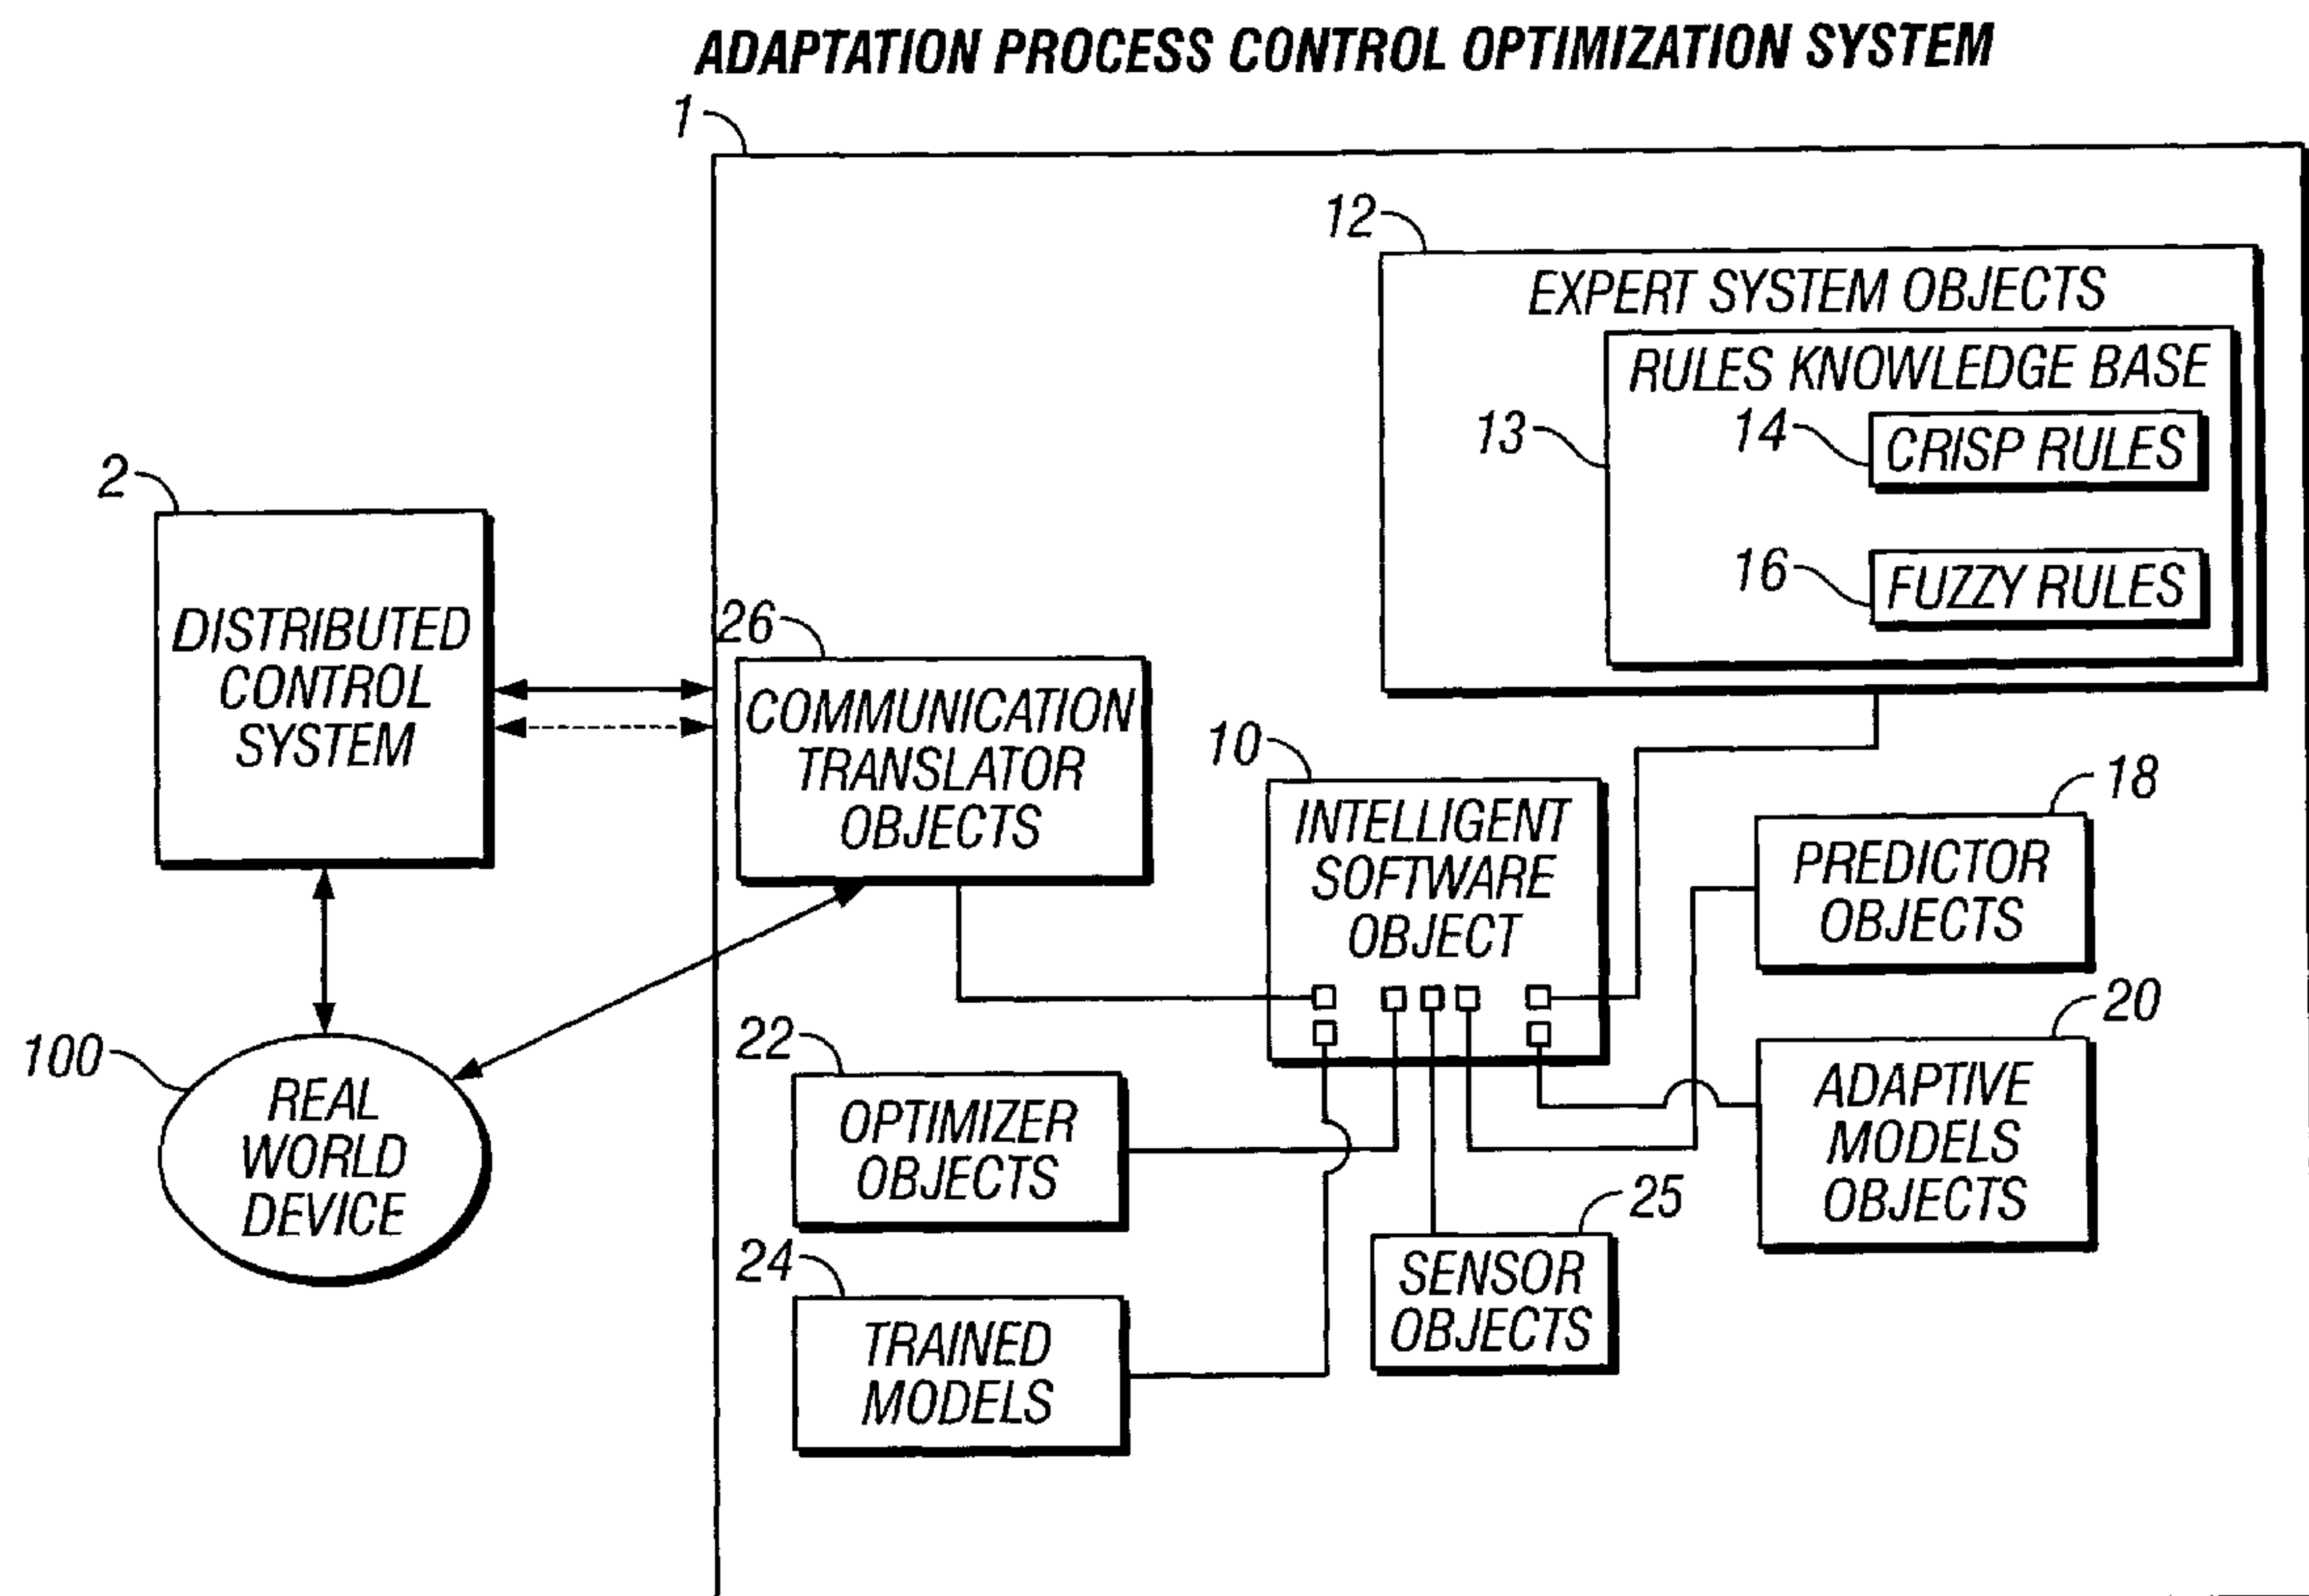 ADAPTATION PROCESS CONTROL OPTIMIZATION SYSTEM
1
12
EXPERT SYSTEM OBJECTS
RULES KNOWLEDGE BASE
13
14
CRISP RULES
16
FUZZY RULES
2
DISTRIBUTED
CONTROL
SYSTEM
26
COMMUNICATION
TRANSLATOR
OBJECTS
10
INTELLIGENT
SOFTWARE
OBJECT
18
PREDICTOR
OBJECTS
20
ADAPTIVE
MODELS
OBJECTS
100
REAL
WORLD
DEVICE
22
OPTIMIZER
OBJECTS
24
TRAINED
MODELS
25
SENSOR
OBJECTS